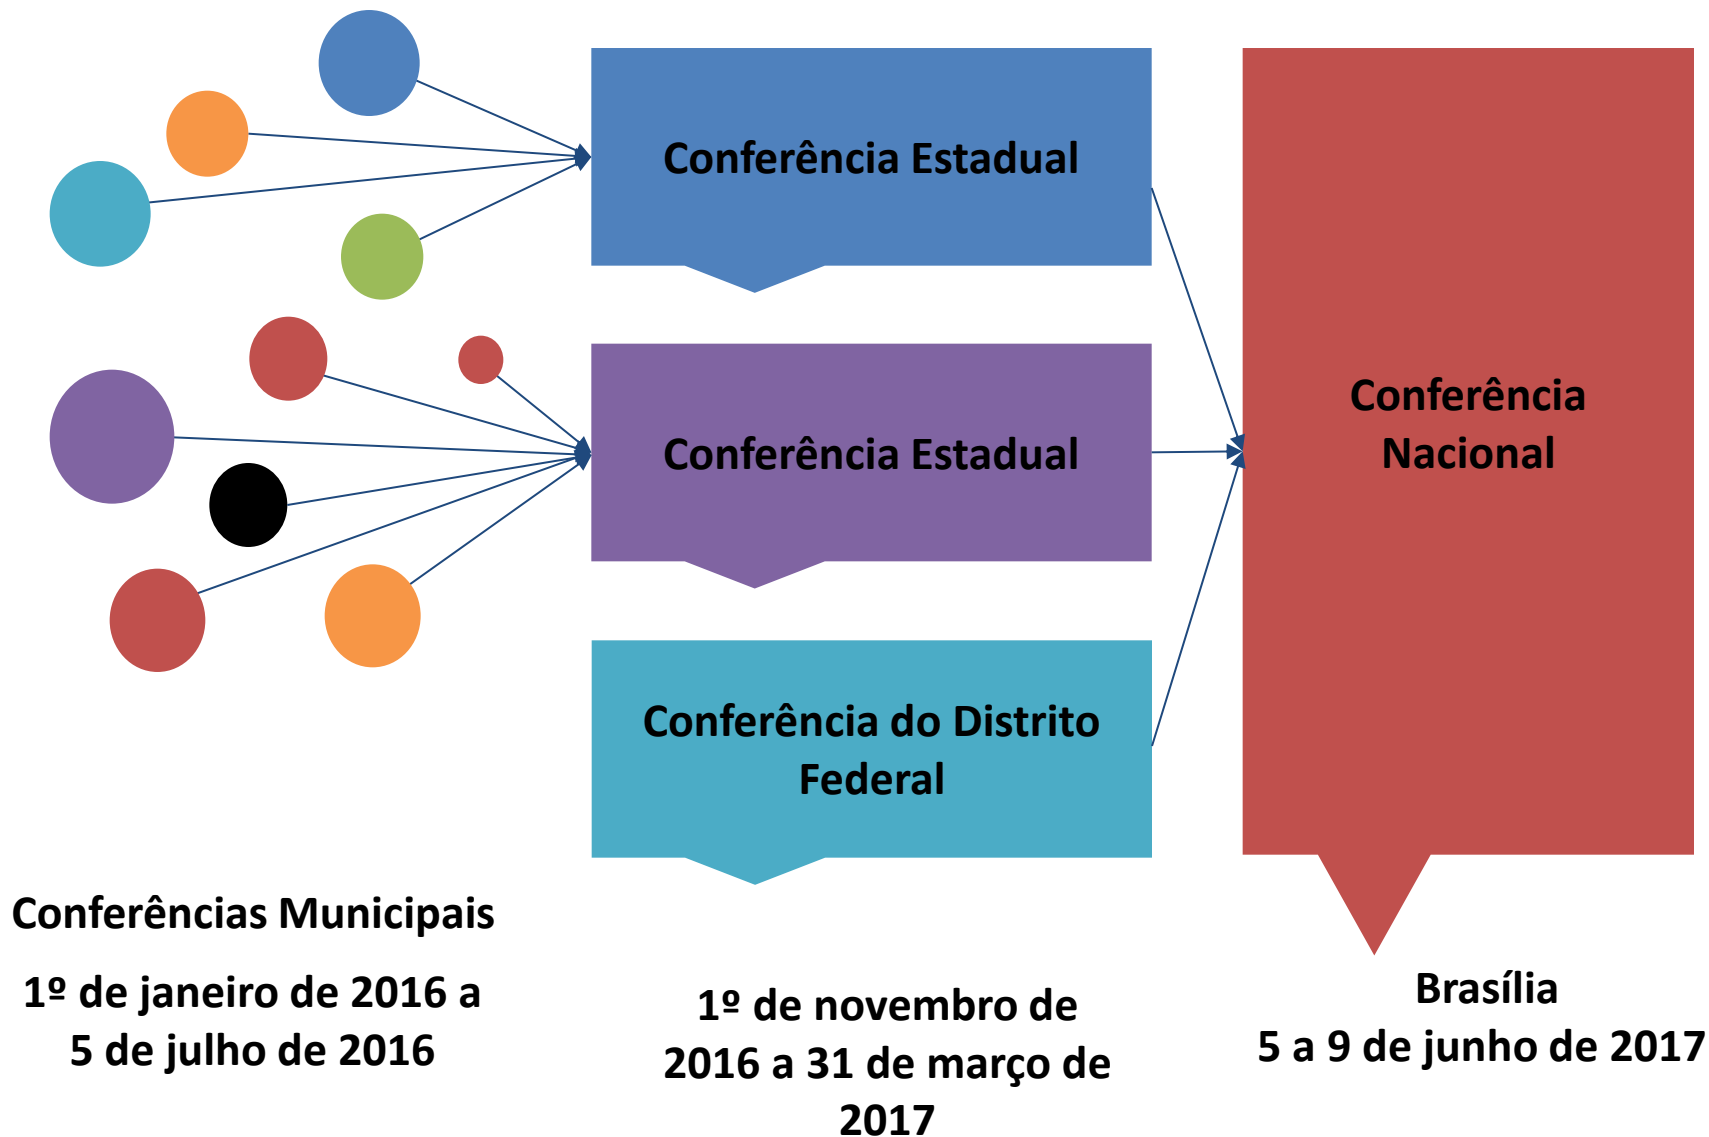 Conferência Estadual
Conferência Estadual
Conferência do Distrito
Federal
Conferência
Nacional
Conferências Municipais
1º de janeiro de 2016 a
5 de julho de 2016
1º de novembro de
2016 a 31 de março de
2017
Brasília
5 a 9 de junho de 2017